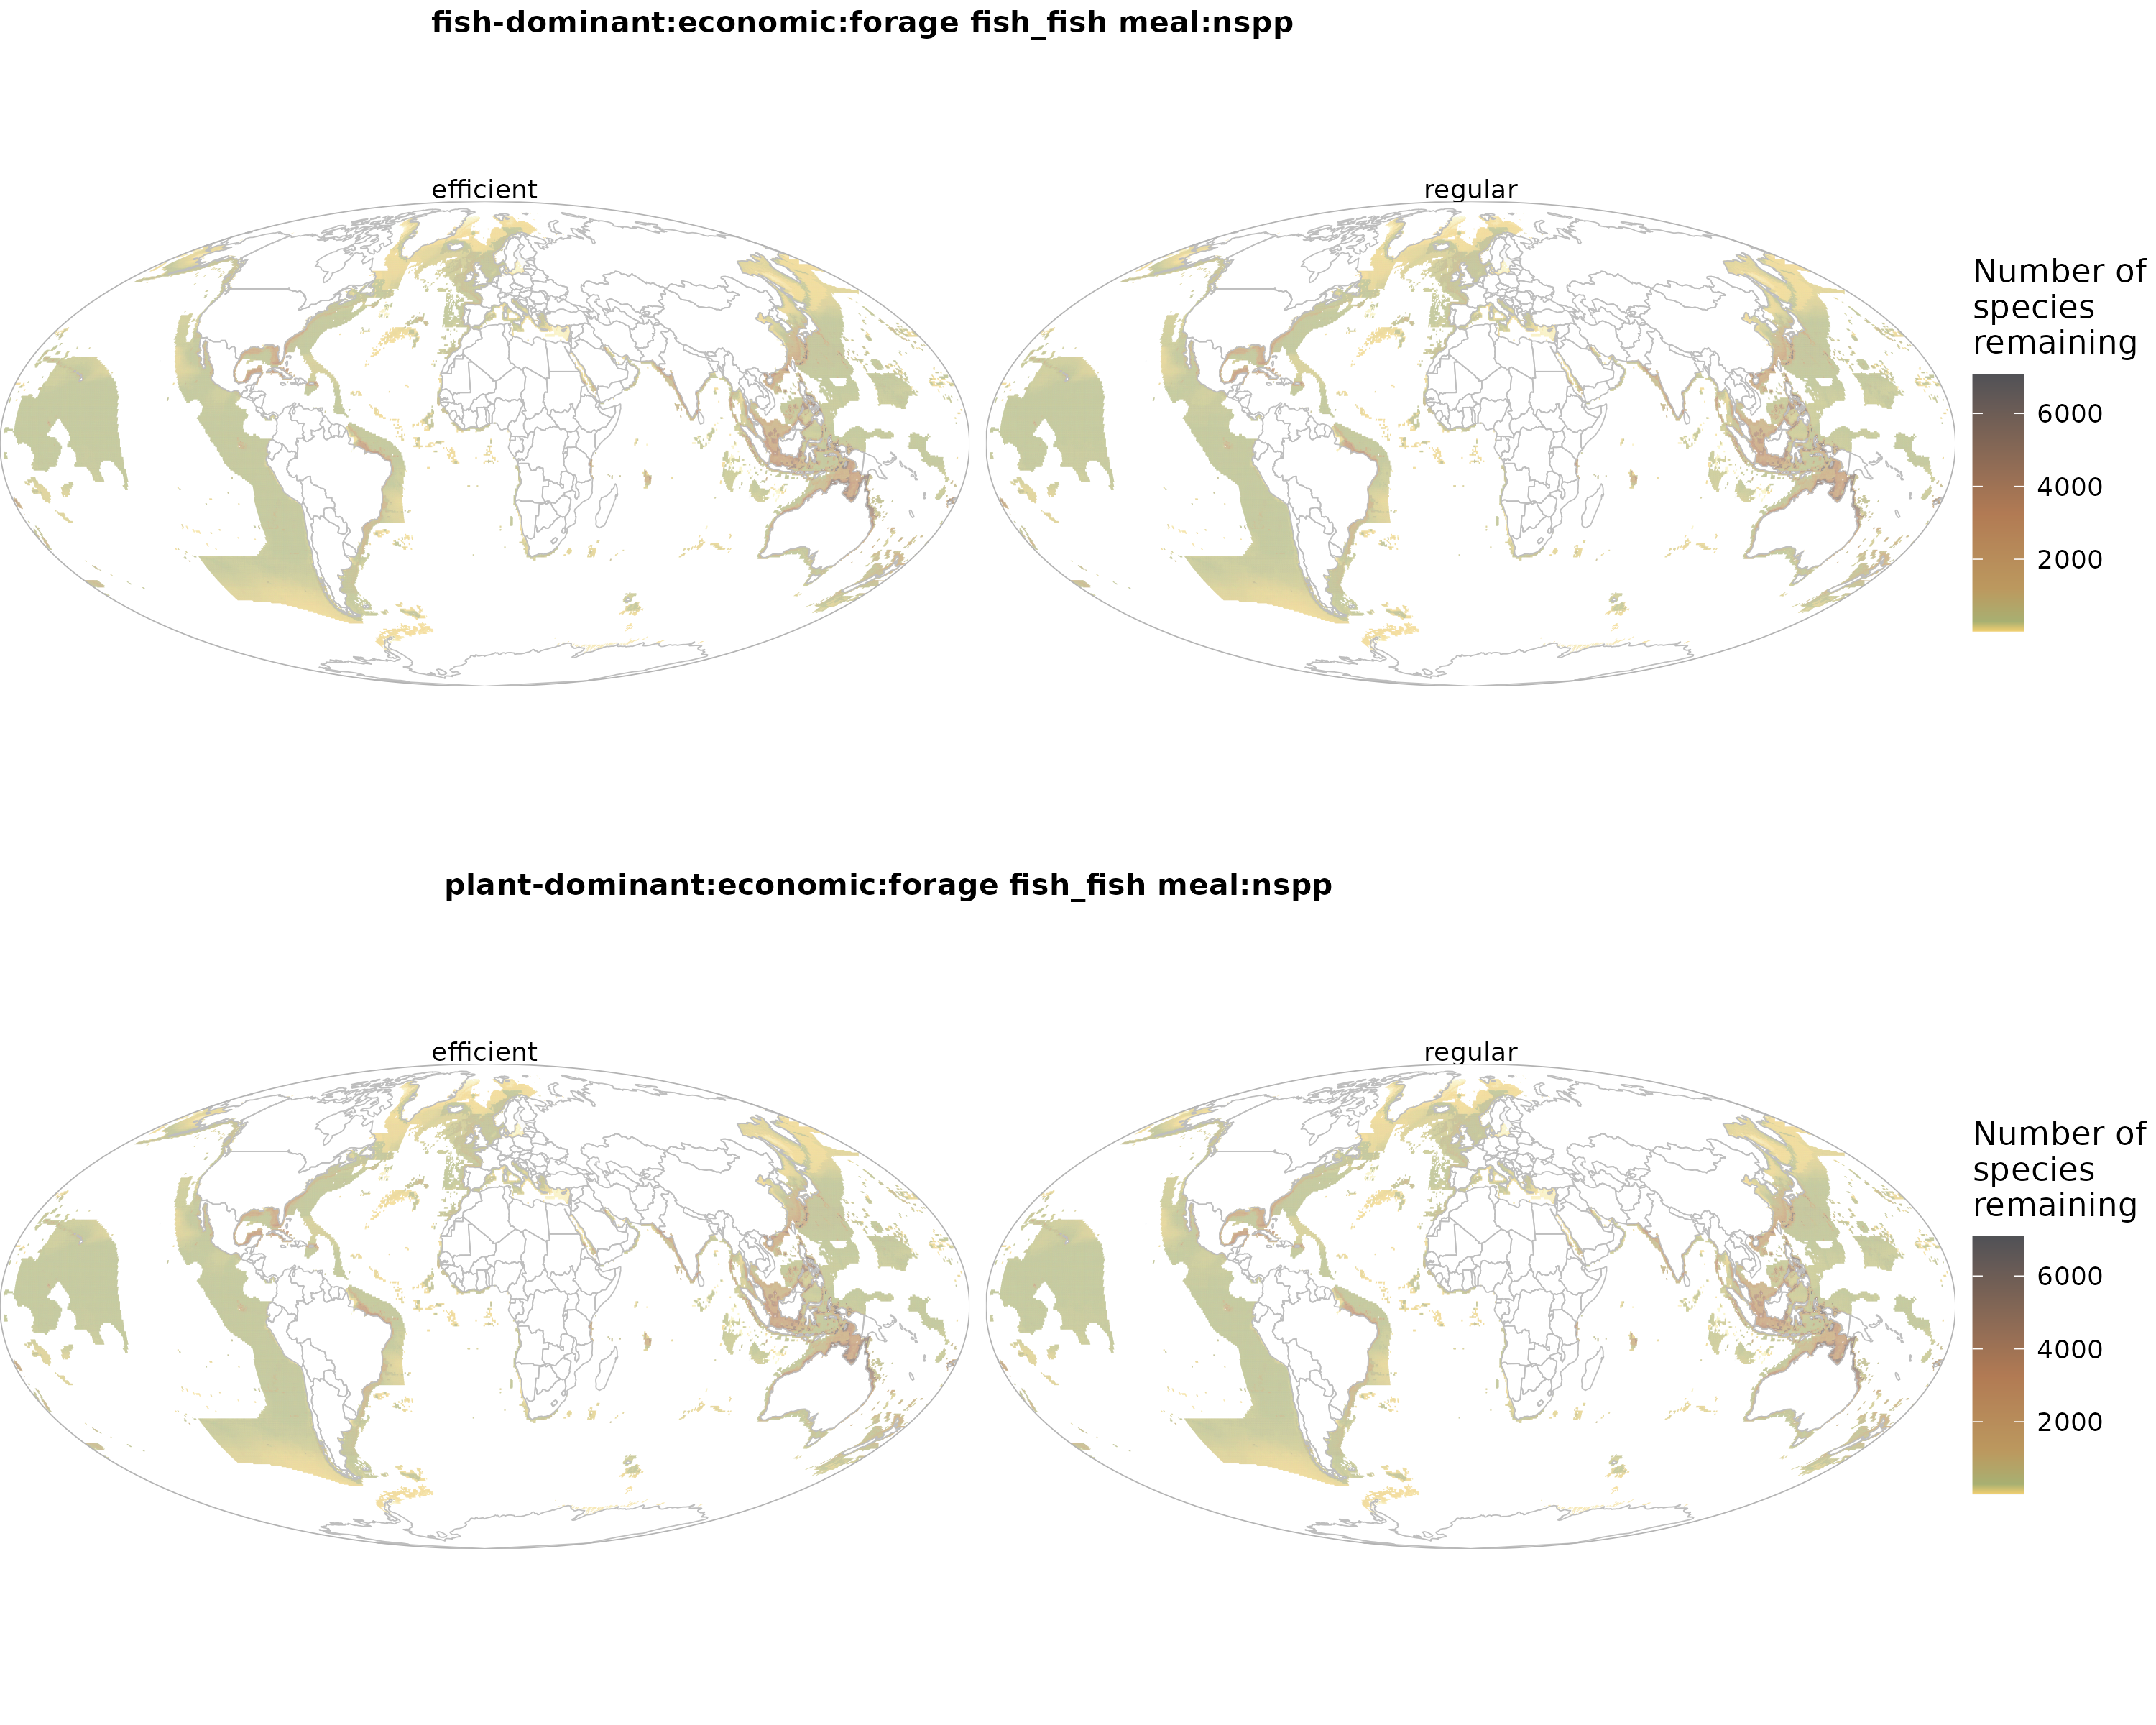 fish-dominant:economic:forage fish_fish meal:nspp
efficient
regular
Number of
species
remaining
6000
4000
2000
plant-dominant:economic:forage fish_fish meal:nspp
efficient
regular
Number of
species
remaining
6000
4000
2000